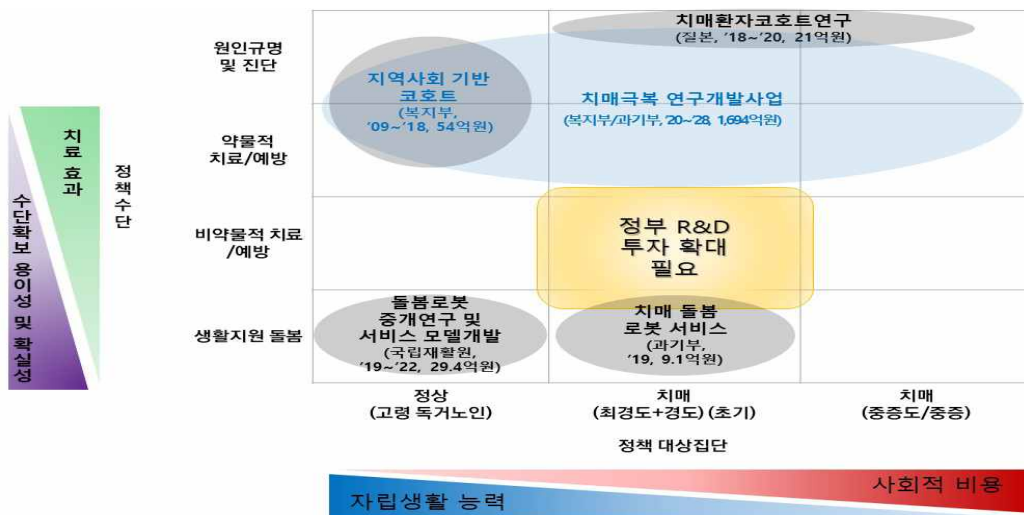 치매환자코호트연구
(질본, ’18~’20, 21억원)
원인규명
및 진단
지역사회 기반
코호트
(복지부,
’09~’18, 54억원)
치매극복 연구개발사업
(복지부/과기부, ’20~’28, 1,694억원)
치료 효과
정책수단
약물적
치료/예방
수단확보 용이성 및 확실성
비약물적 치료
/예방
정부 R&D
투자 확대
필요
생활지원 돌봄
돌봄로봇
중개연구 및
서비스 모델개발
(국립재활원,
’19~’22, 29.4억원)
치매 돌봄
로봇 서비스
(과기부,
’19, 9.1억원)
정상
(고령 독거노인)
치매
(최경도+경도) (초기)
치매
(중증도/중증)
정책 대상집단
사회적 비용
자립생활 능력